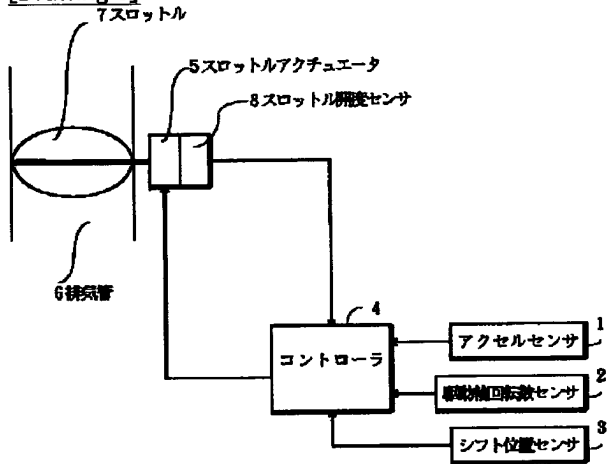 7スロットル
5スロットルアクチュエータ
8スロットル開度センサ
6排気管
4
コントローラ
1
アクセルセンサ
2
駆動軸回転数センサ
3
シフト位置センサ